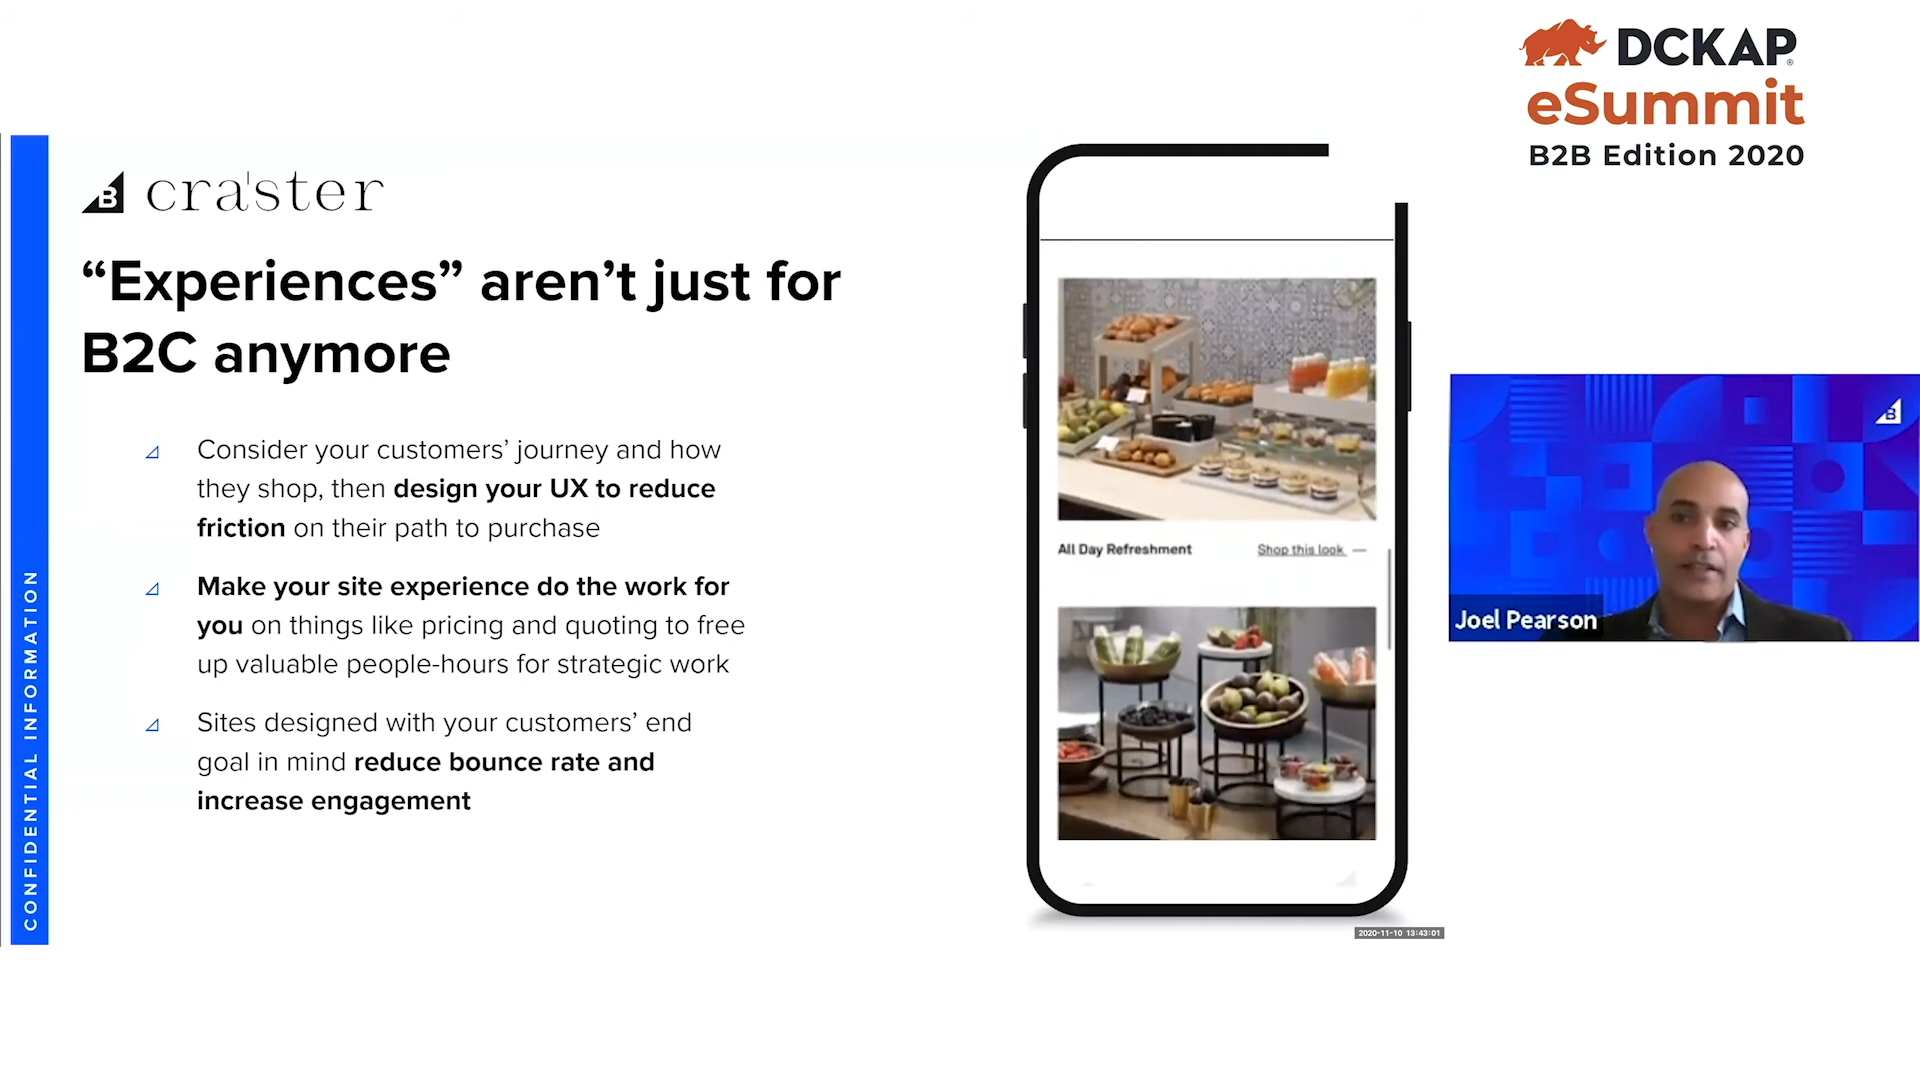 DCKAP®
eSummit
B2B Edition 2020
B
cra'ster
“Experiences” aren’t just for
B2C anymore
Consider your customers’ journey and how
they shop, then design your UX to reduce
friction on their path to purchase
Make your site experience do the work for
you on things like pricing and quoting to free
up valuable people-hours for strategic work
Sites designed with your customers’ end
goal in mind reduce bounce rate and
increase engagement
CONFIDENTIAL INFORMATION
All Day Refreshment
Shop this look
B
Joel Pearson
2020-11-10 13:43:01